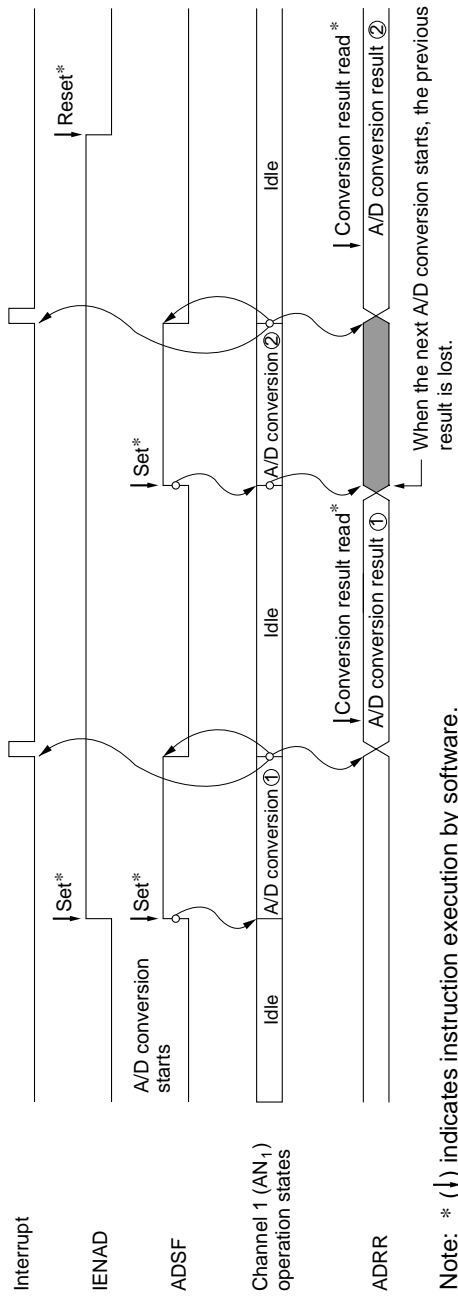 Interrupt
IENAD
Set*
Reset*
ADSF
A/D conversion
starts
Set*
Set*
Channel 1 (AN1)
operation states
Idle
A/D conversion ①
Idle
A/D conversion ②
Idle
ADRR
Conversion result read*
A/D conversion result ①
Conversion result read*
A/D conversion result ②
When the next A/D conversion starts, the previous
result is lost.
Note: * (↓) indicates instruction execution by software.